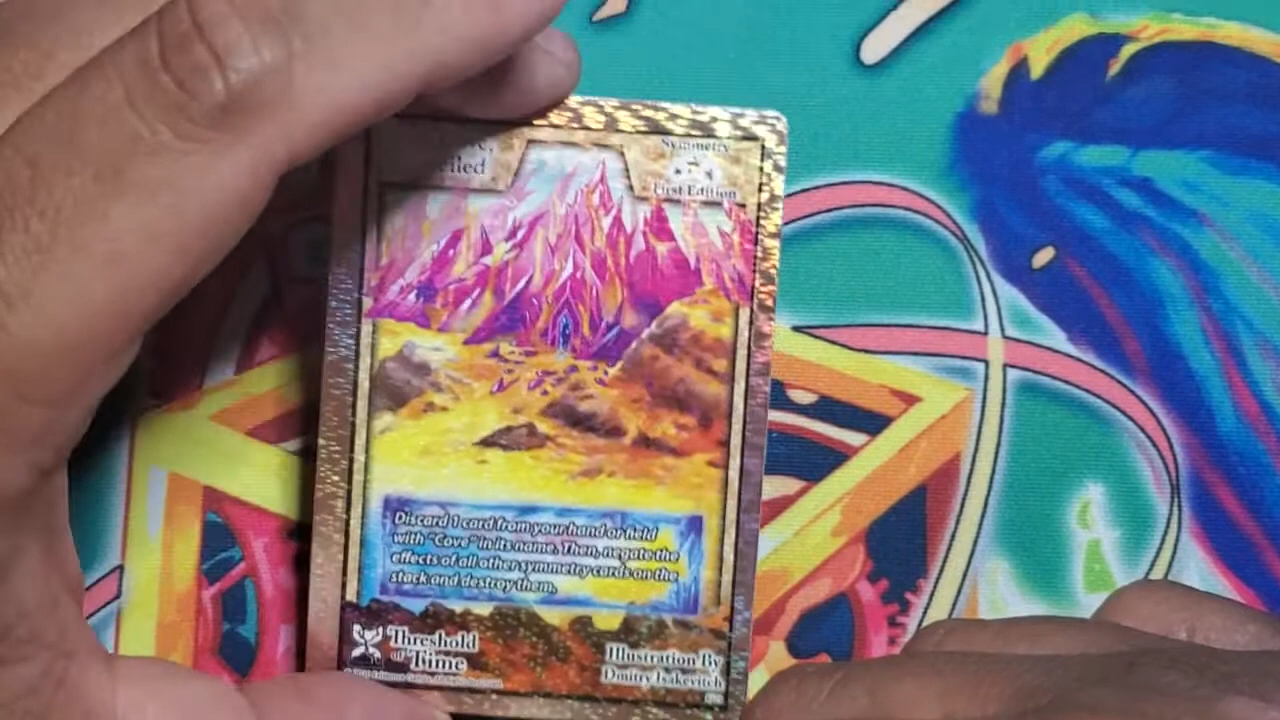 Symmetry
First Edition
Discard 1 card from your hand or field
with "Cove" in its name. Then, negate the
effects of all other symmetry cards on the
stack and destroy them.
Threshold
of Time
Illustration By
Dmitry Isakevitch